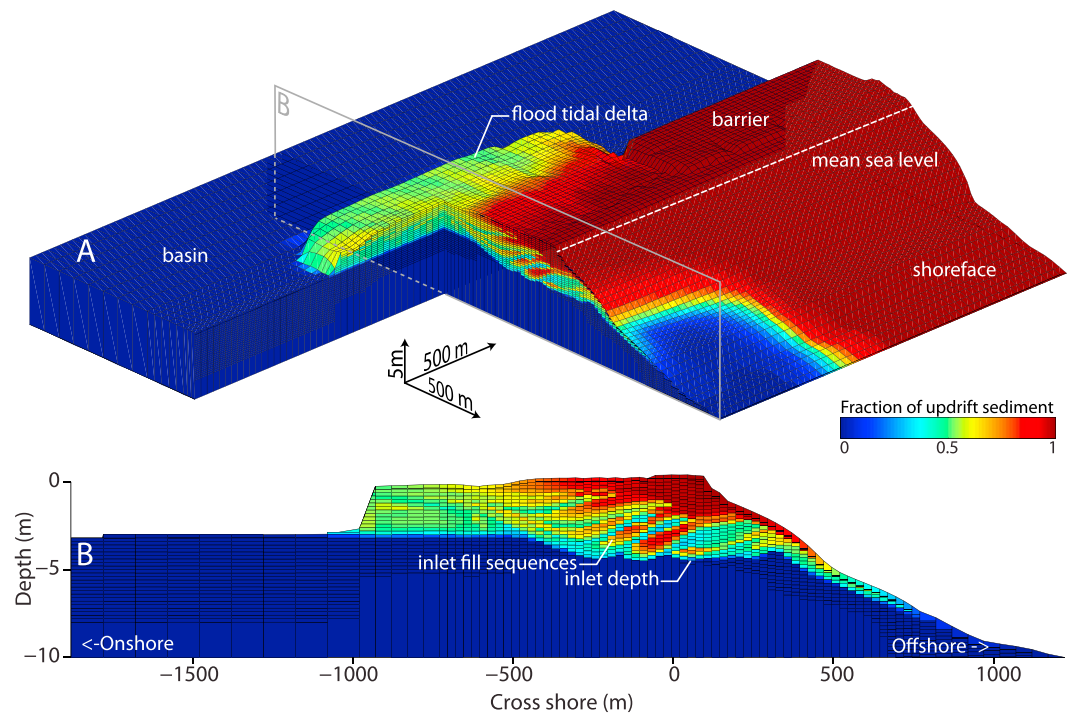 B
flood tidal delta
barrier
mean sea level
A
basin
shoreface
5m
500 m
500 m
Fraction of updrift sediment
0 0.5 1
0
−5
−10
Depth (m)
B
inlet fill sequences
inlet depth
<-Onshore
Offshore ->
−1500 −1000 −500 0 500 1000
Cross shore (m)